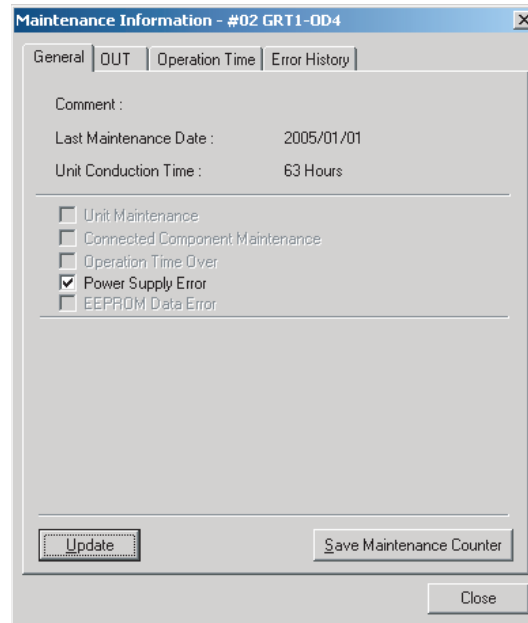 Maintenance Information - #02 GRT1-OD4
General OUT Operation Time Error History
Comment :
Last Maintenance Date : 2005/01/01
Unit Conduction Time : 63 Hours
Unit Maintenance
Connected Component Maintenance
Operation Time Over
Power Supply Error
EEPROM Data Error
Update Save Maintenance Counter
Close